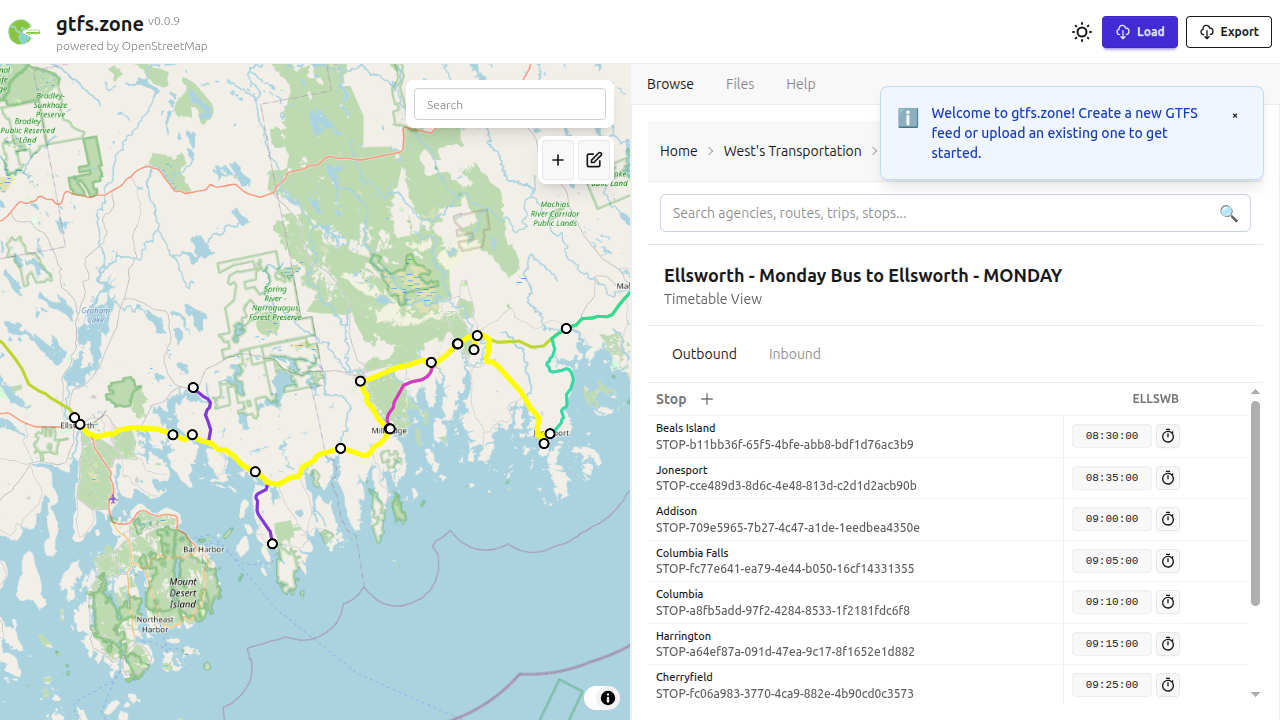 gtfs.zone v0.0.9
powered by OpenStreetMap
Load
Export
Search
Bradley-
Sunkhaze
Preserve
Bradley
Public Reserved
Land
Machias
River Corridor
Public Lands
Spring
River -
Narraguagus
Forest Preserve
Graham
Lake
Bar Harbor
Mount
Desert
Island
Northeast
Harbor
Browse
Files
Help
Welcome to gtfs.zone! Create a new GTFS
feed or upload an existing one to get
started.
×
Home
West's Transportation
Search agencies, routes, trips, stops...
Ellsworth - Monday Bus to Ellsworth - MONDAY
Timetable View
Outbound
Inbound
Stop
ELLSWB
Beals Island
STOP-b11bb36f-65f5-4bfe-abb8-bdf1d76ac3b9
08:30:00
Jonesport
STOP-cce489d3-8d6c-4e48-813d-c2d1d2acb90b
08:35:00
Addison
STOP-709e5965-7b27-4c47-a1de-1eedbea4350e
09:00:00
Columbia Falls
STOP-fc77e641-ea79-4e44-b050-16cf14331355
09:05:00
Columbia
STOP-a8fb5add-97f2-4284-8533-1f2181fdc6f8
09:10:00
Harrington
STOP-a64ef87a-091d-47ea-9c17-8f1652e1d882
09:15:00
Cherryfield
STOP-fc06a983-3770-4ca9-882e-4b90cd0c3573
09:25:00